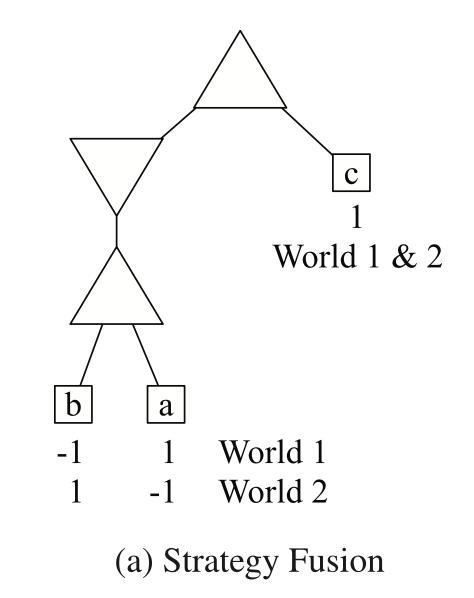 c
1
World 1 & 2
b a
-1 1 World 1
1 -1 World 2
(a) Strategy Fusion